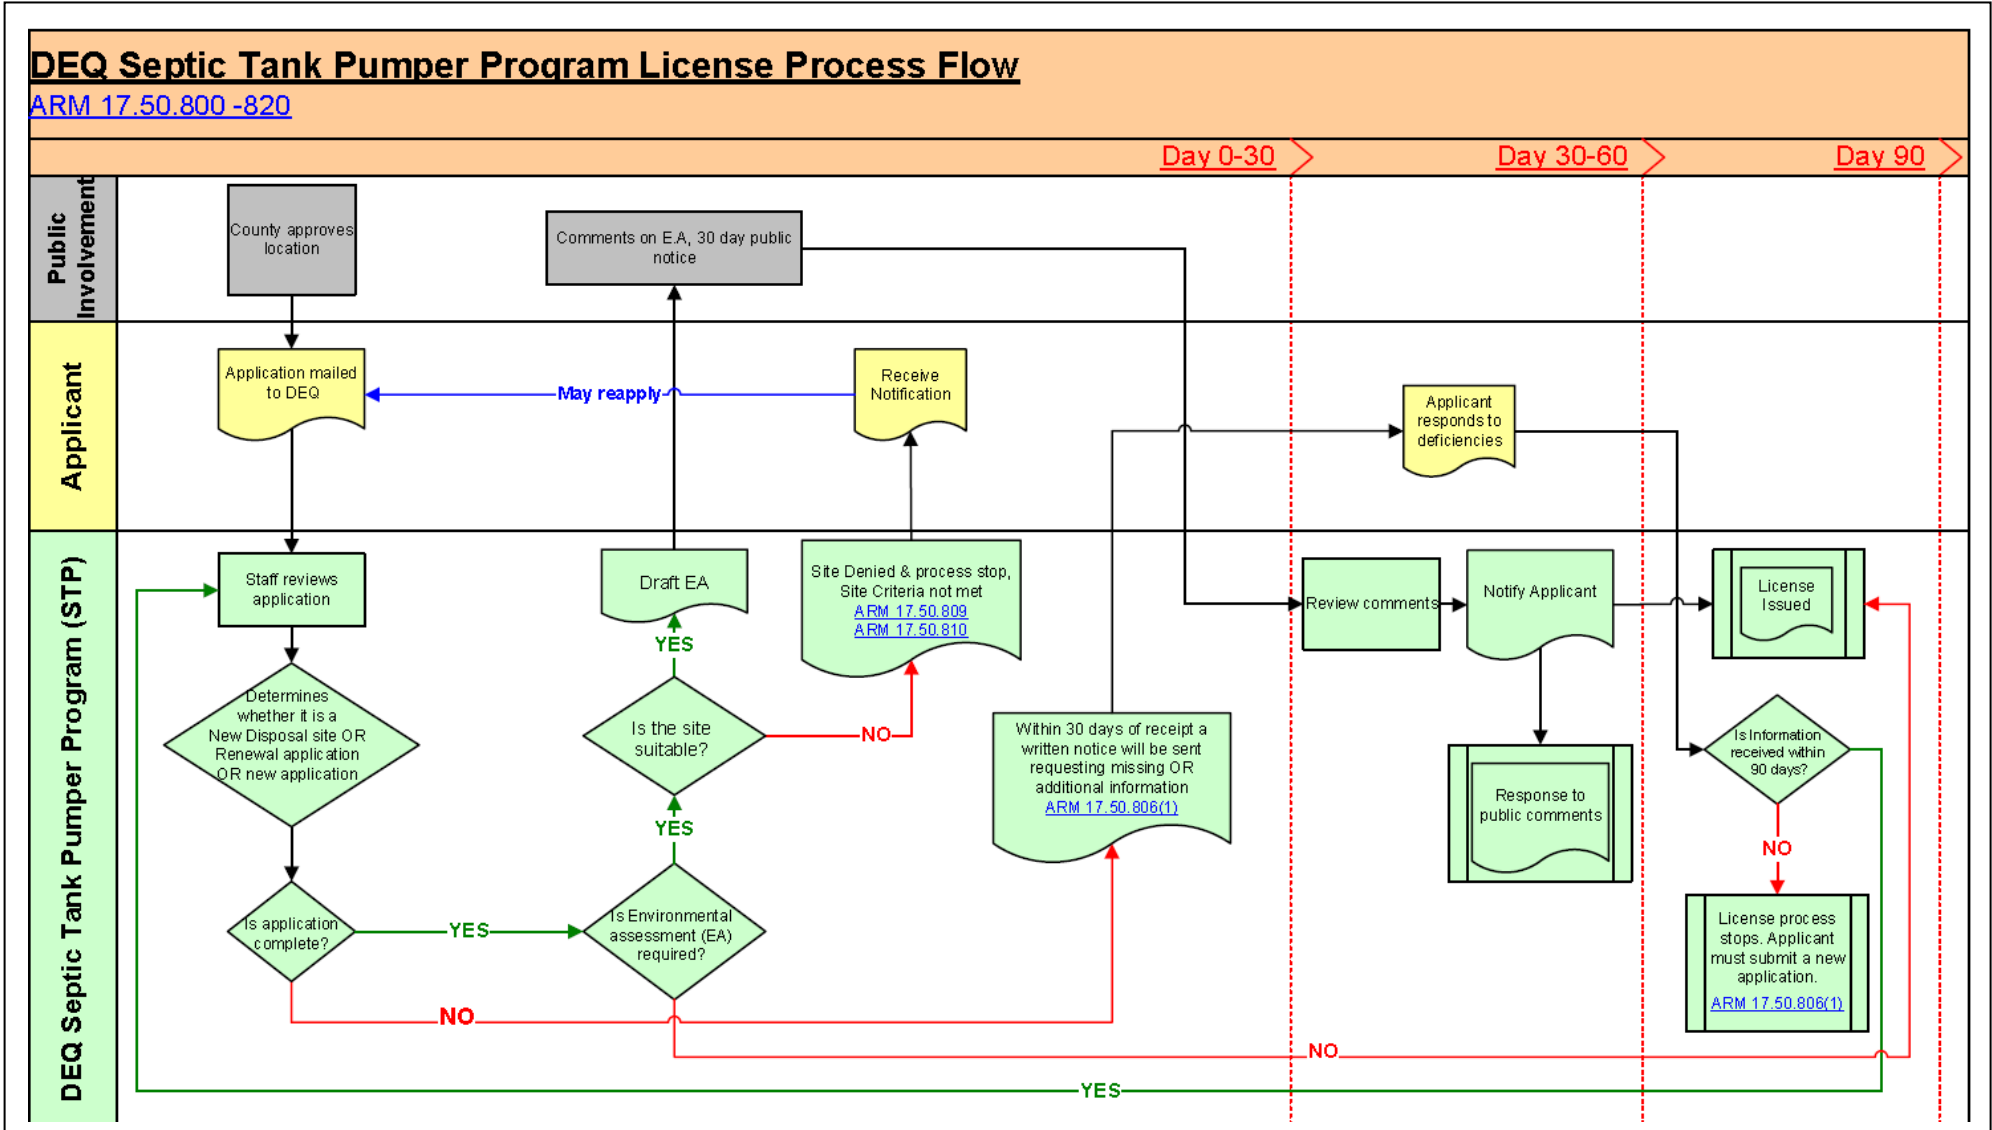 DEQ Septic Tank Pumper Program License Process Flow
ARM 17.50.800 -820
Day 0-30
Day 30-60
Day 90
Public
Involvement
County approves
location
Comments on E.A, 30 day public
notice
Applicant
Application mailed
to DEQ
May reapply
Receive
Notification
Applicant
responds to
deficiencies
DEQ Septic Tank Pumper Program (STP)
Staff reviews
application
Determines
whether it is a
New Disposal site OR
Renewal application
OR new application
Is application
complete?
YES
NO
Is Environmental
assessment (EA)
required?
YES
NO
Is the site
suitable?
YES
NO
Draft EA
Site Denied & process stop,
Site Criteria not met
ARM 17.50.809
ARM 17.50.810
Within 30 days of receipt a
written notice will be sent
requesting missing OR
additional information
ARM 17.50.806(1)
Review comments
Notify Applicant
Response to
public comments
License
Issued
Is Information
received within
90 days?
NO
YES
License process
stops. Applicant
must submit a new
application.
ARM 17.50.806(1)